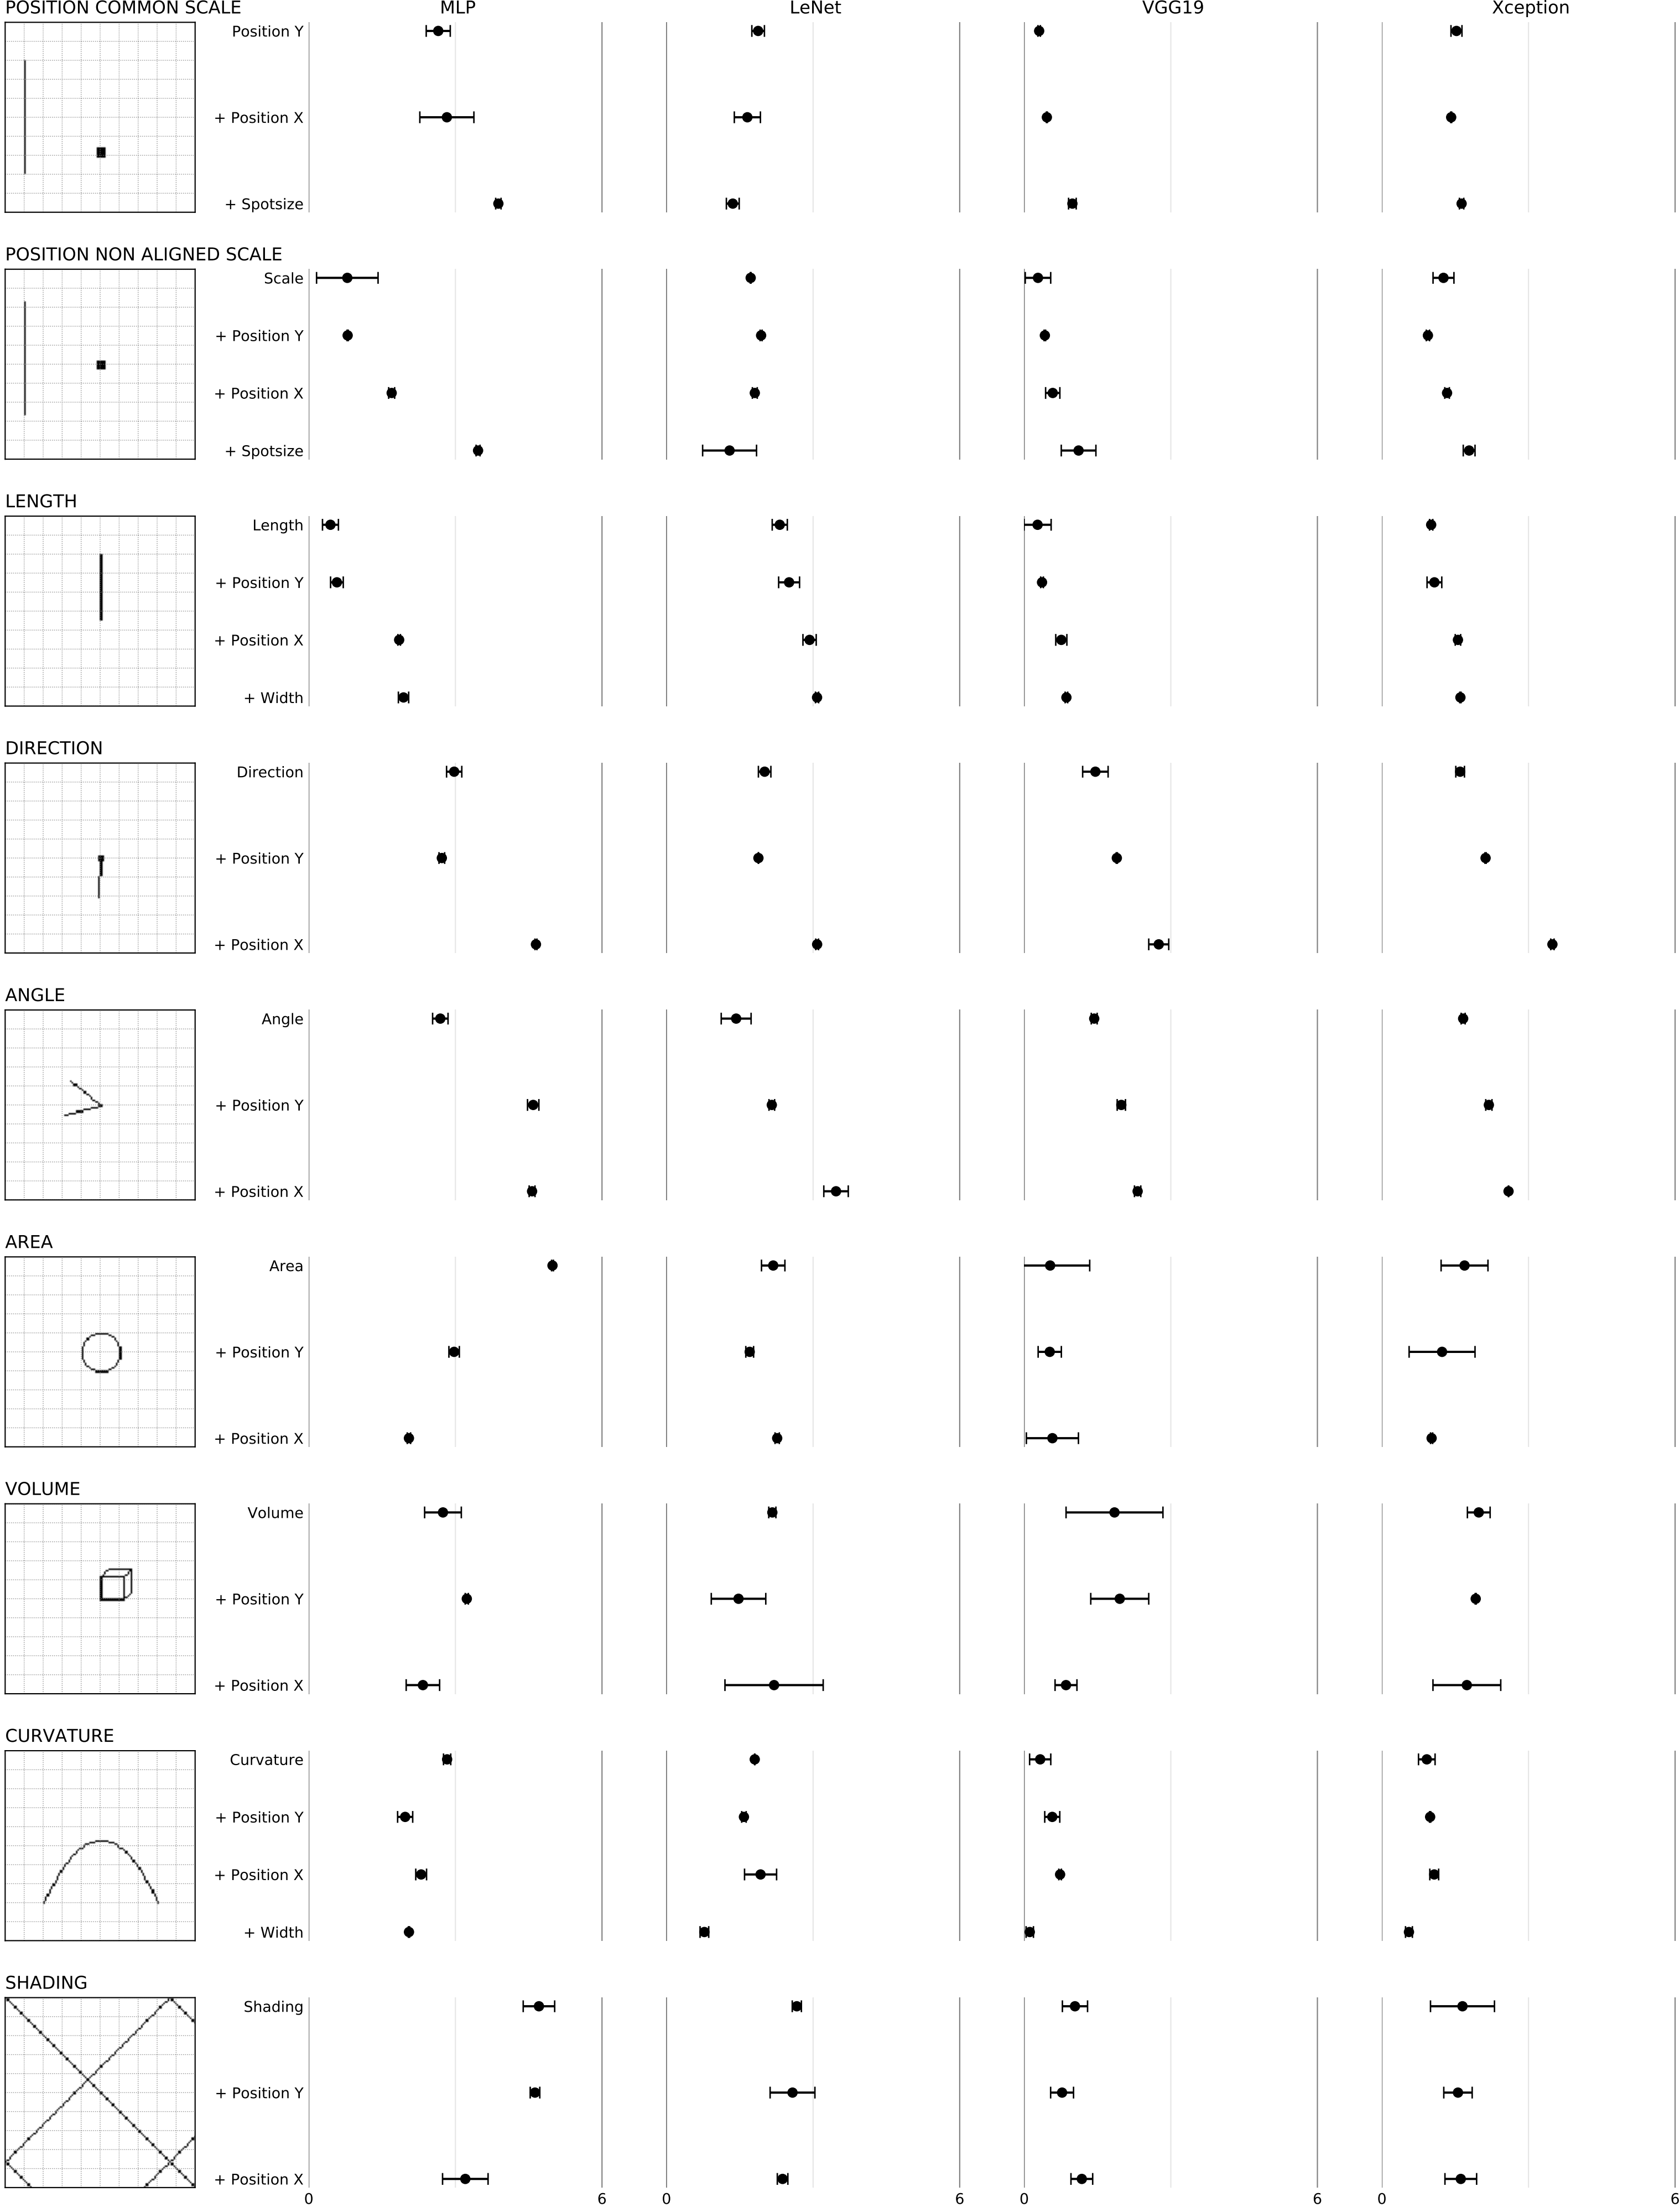 POSITION COMMON SCALE MLP LeNet VGG19 Xception
Position Y
+ Position X
+ Spotsize
POSITION NON ALIGNED SCALE
Scale
+ Position Y
+ Position X
+ Spotsize
LENGTH
Length
+ Position Y
+ Position X
+ Width
DIRECTION
Direction
+ Position Y
+ Position X
ANGLE
Angle
+ Position Y
+ Position X
AREA
Area
+ Position Y
+ Position X
VOLUME
Volume
+ Position Y
+ Position X
CURVATURE
Curvature
+ Position Y
+ Position X
+ Width
SHADING
Shading
+ Position Y
+ Position X
0 6 0 6 0 6 0 6